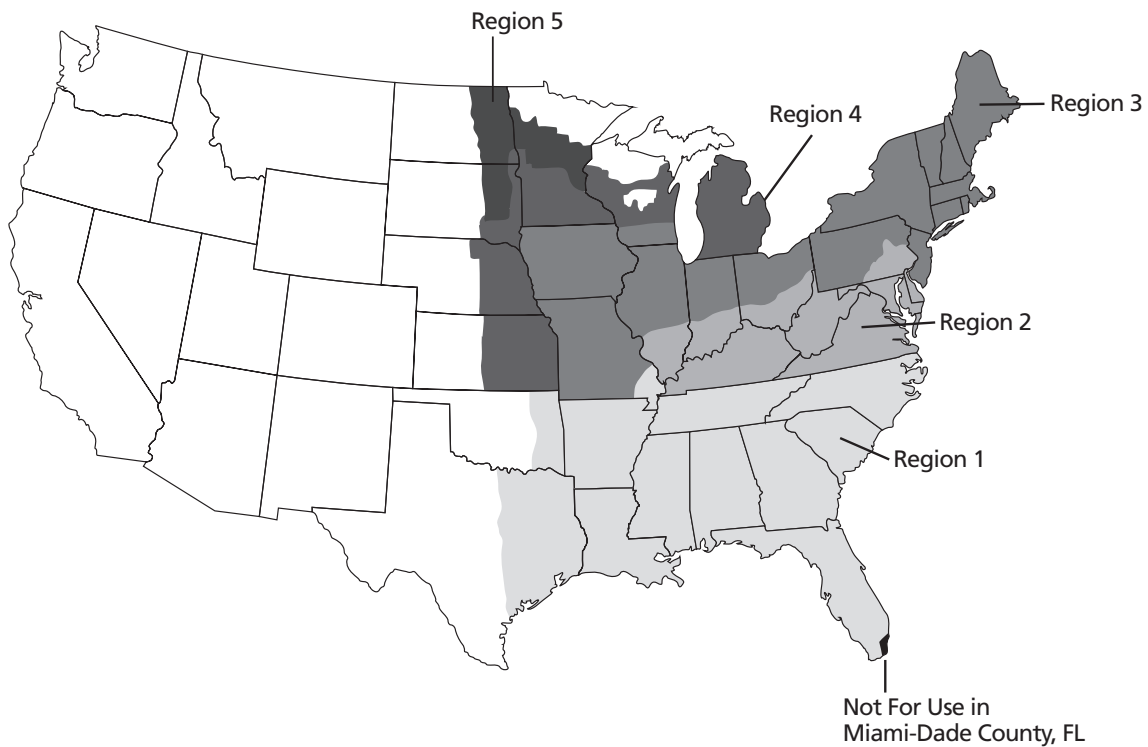 Region 5
Region 3
Region 4
Region 2
Region 1
Not For Use in
Miami-Dade County, FL